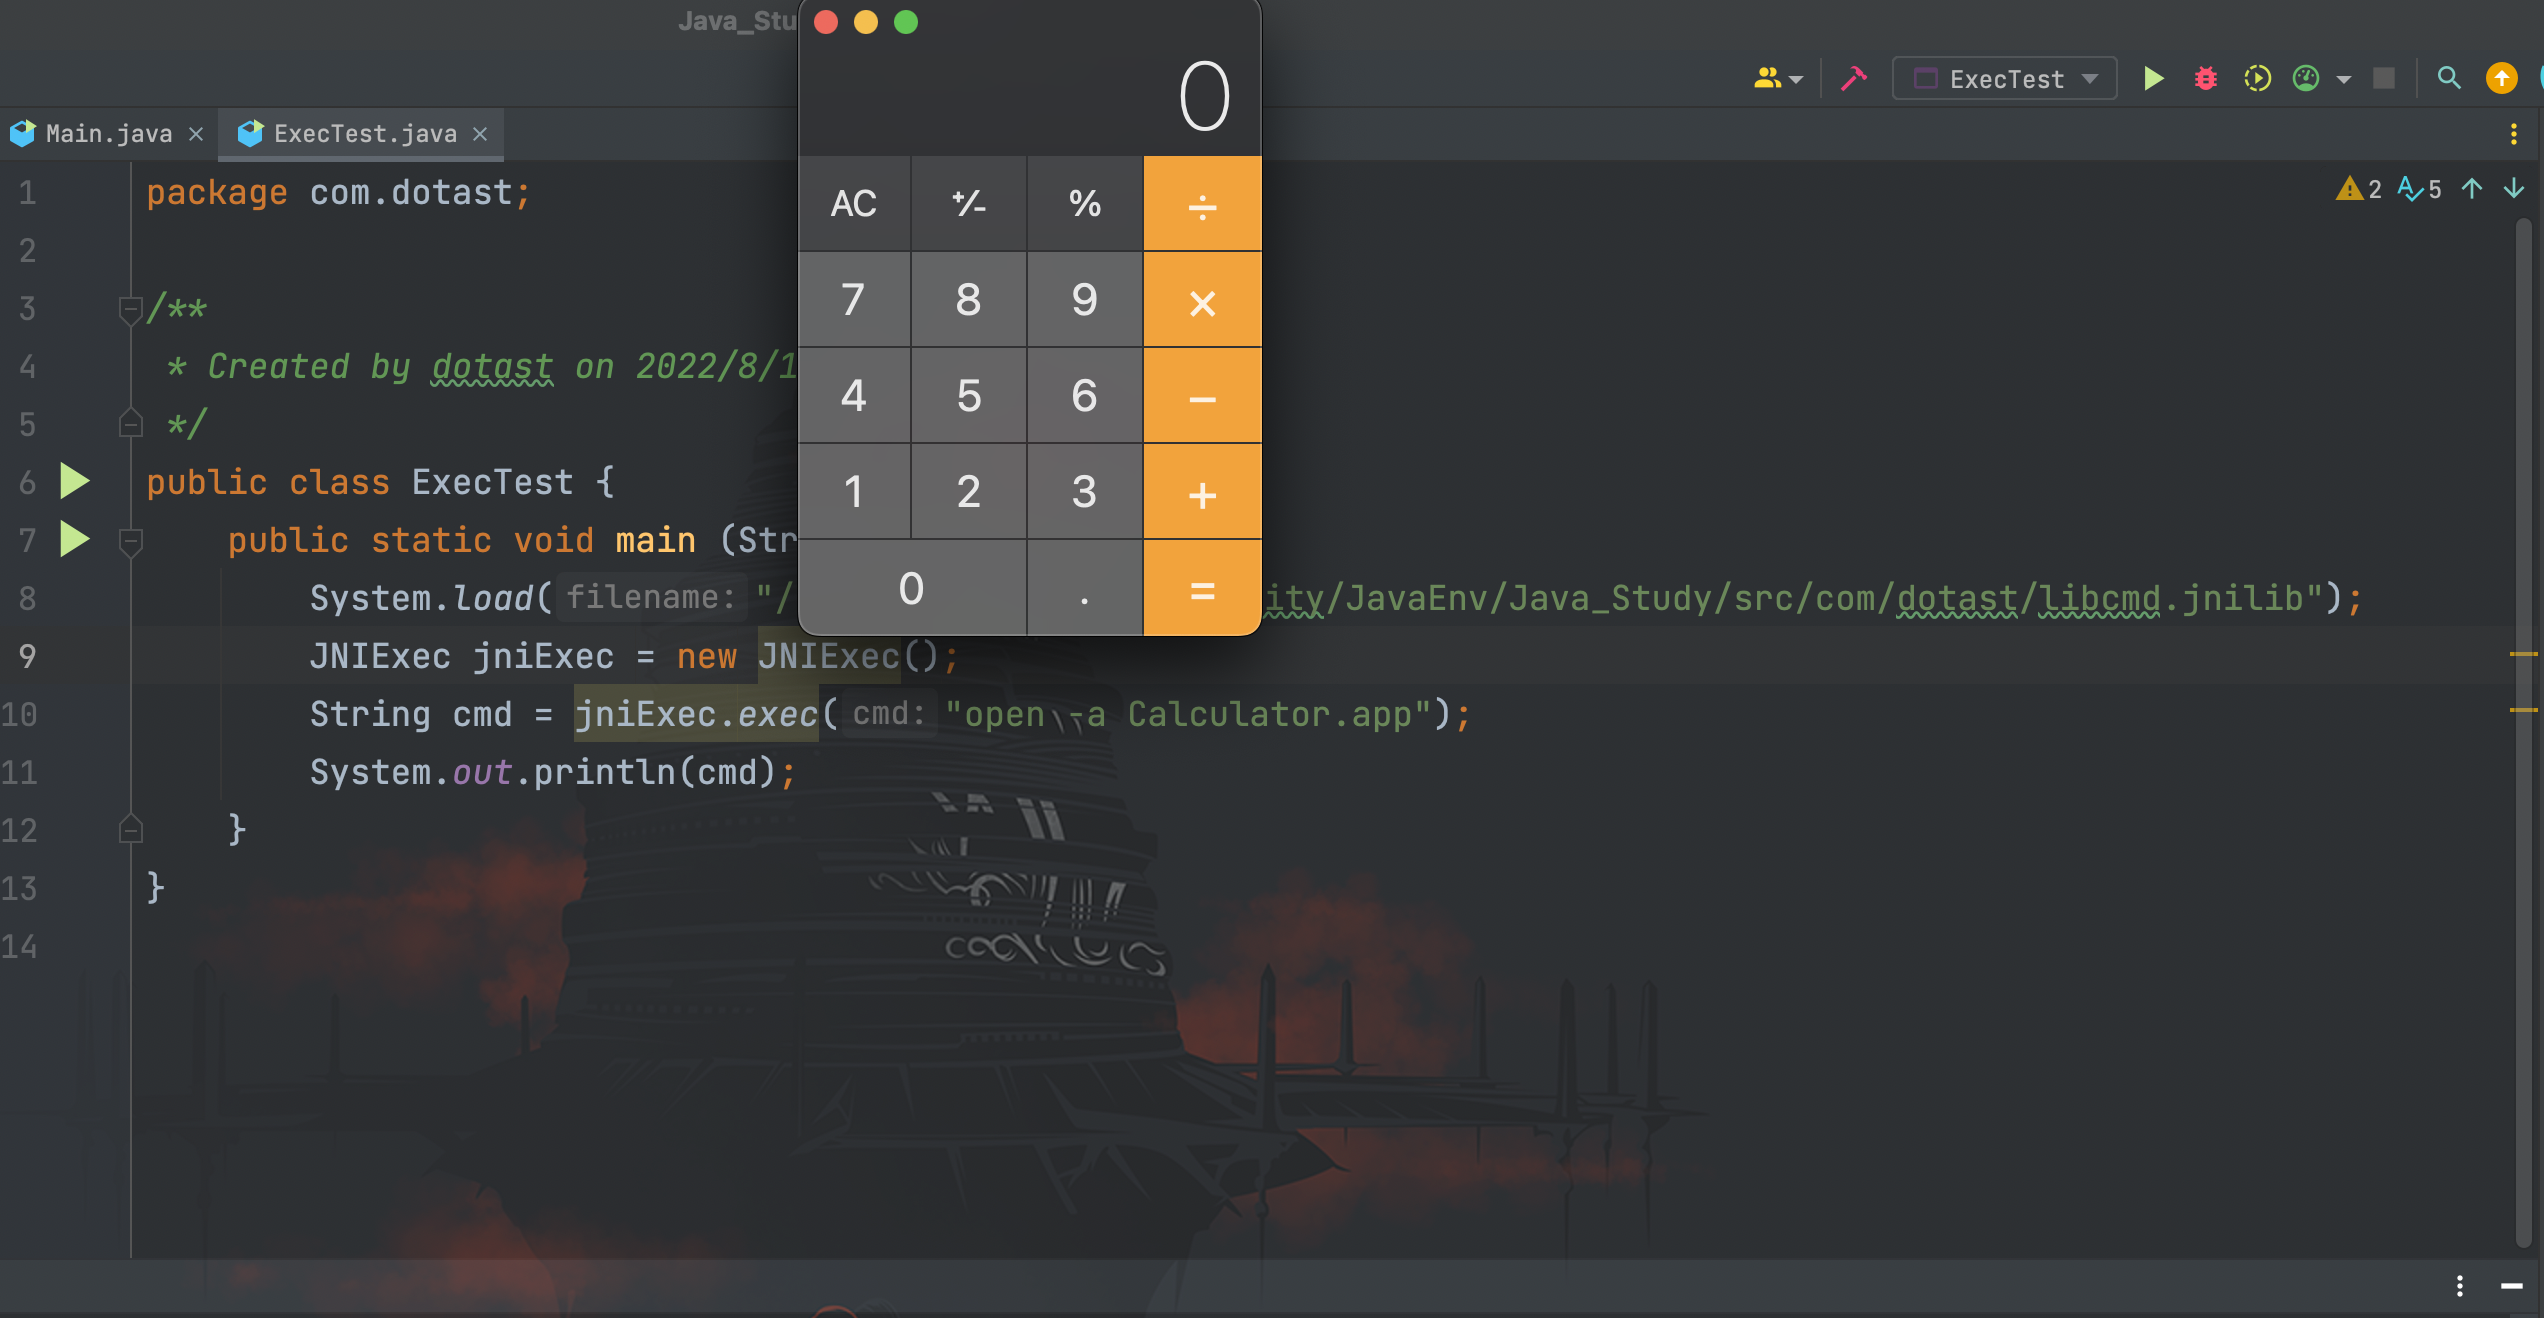 Java_Stu
ExecTest
Main.java
ExecTest.java
2 5
0
AC +/- % ÷
7 8 9 ×
4 5 6 −
1 2 3 +
0 . =
1 package com.dotast;
2
3 /**
4 * Created by dotast on 2022/8/1
5 */
6 public class ExecTest {
7 public static void main (Str
8 System.load( filename: "/ ity/JavaEnv/Java_Study/src/com/dotast/libcmd.jnilib");
9 JNIExec jniExec = new JNIExec();
10 String cmd = jniExec.exec( cmd: "open -a Calculator.app");
11 System.out.println(cmd);
12 }
13 }
14